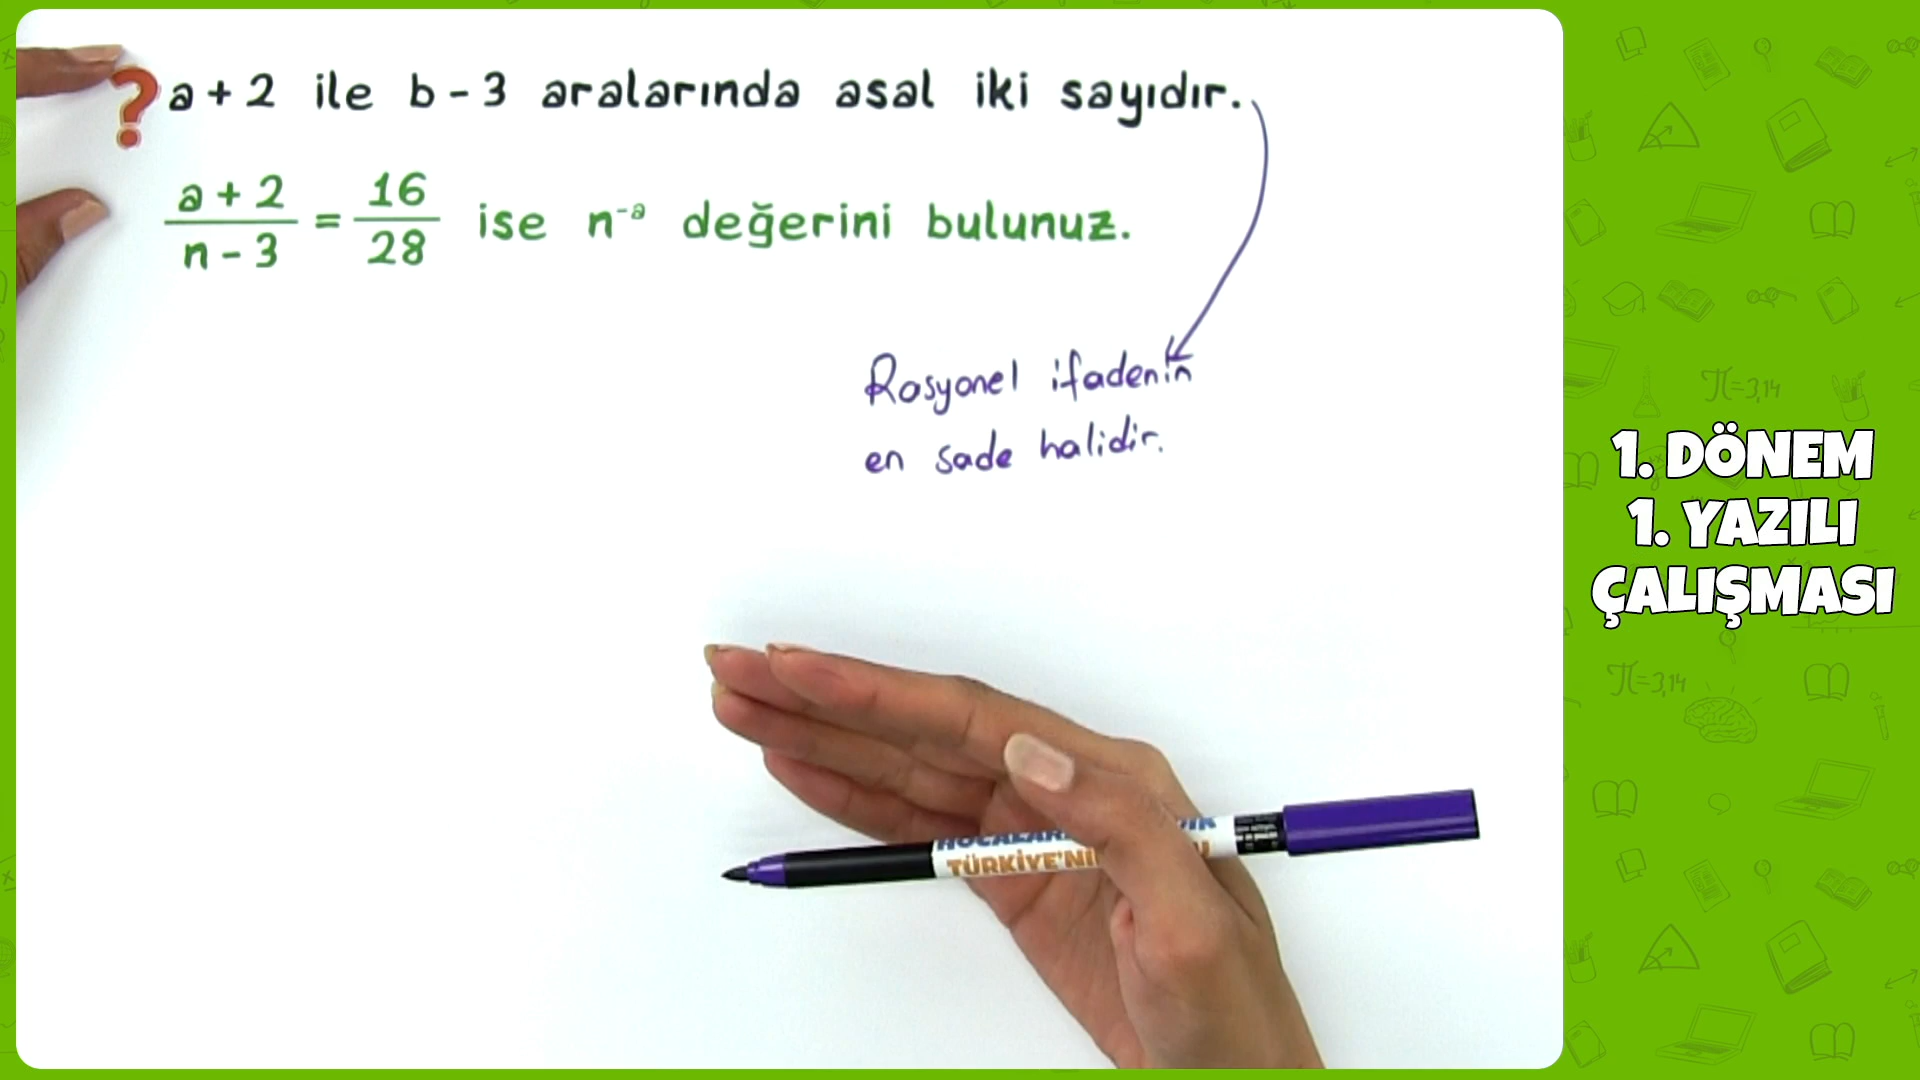 ? a + 2 ile b - 3 aralarında asal iki sayıdır.
a + 2 / n - 3 = 16 / 28 ise n⁻ᵃ değerini bulunuz.
Rasyonel ifadenin
en sade halidir.
TÜRKİYE'Nİ
1. DÖNEM
1. YAZILI
ÇALIŞMASI
π=3,14
π=3,14